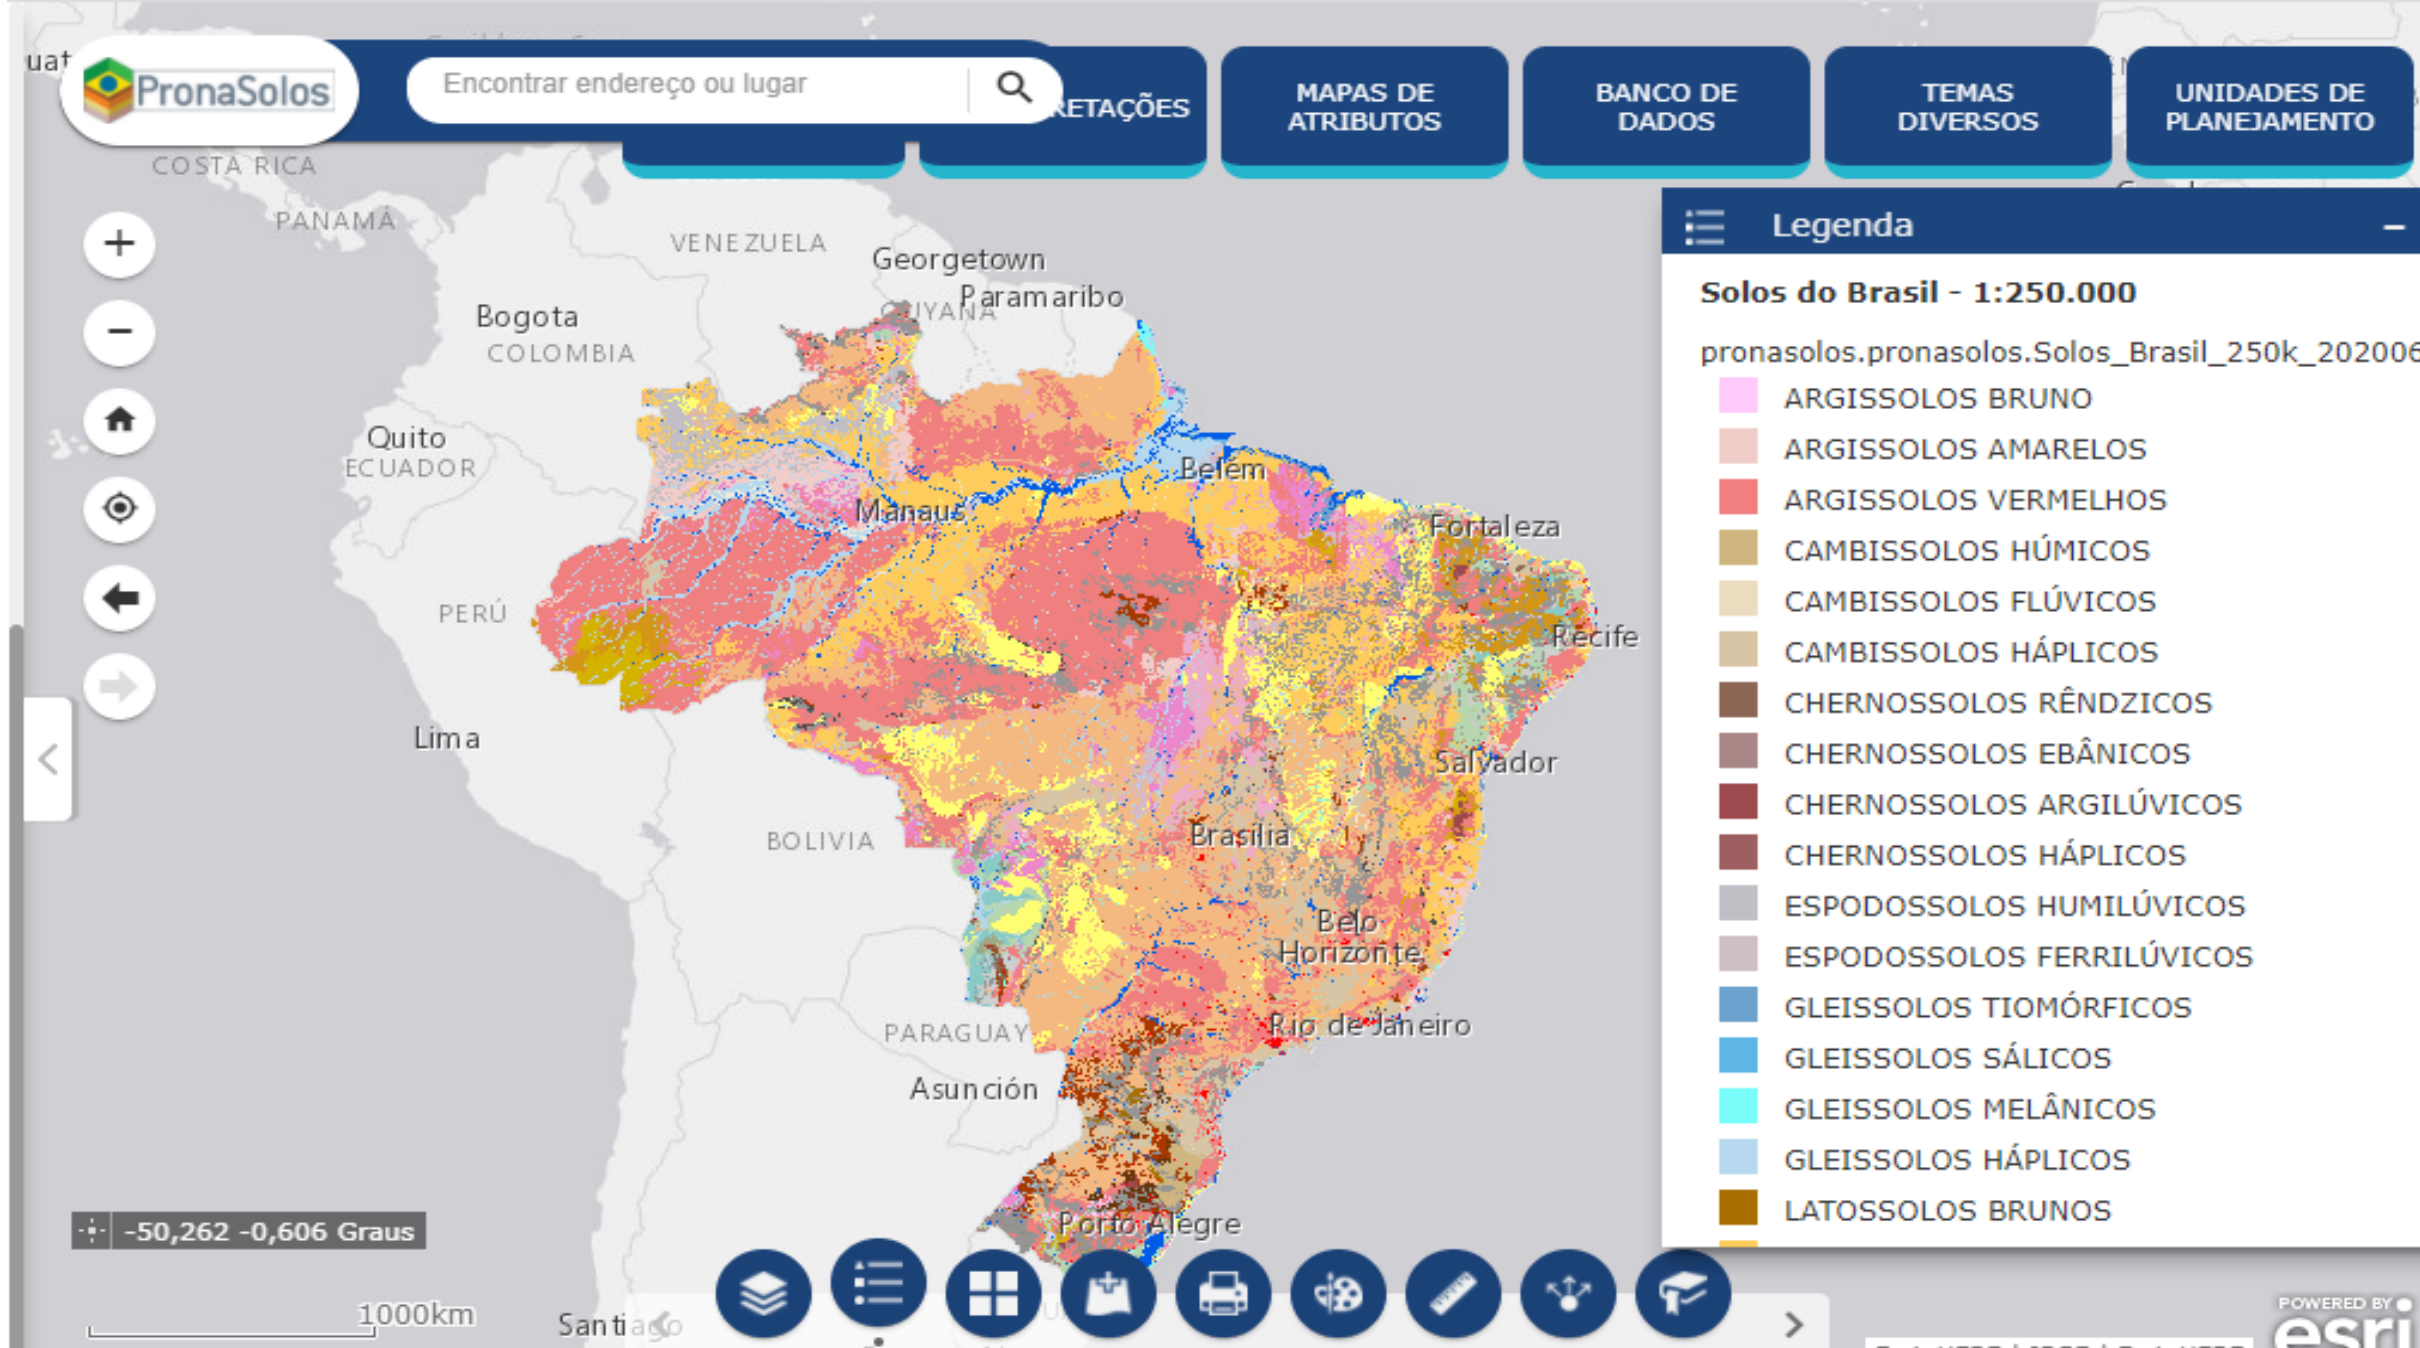 PronaSolos
Encontrar endereço ou lugar
RETAÇÕES
MAPAS DE
ATRIBUTOS
BANCO DE
DADOS
TEMAS
DIVERSOS
UNIDADES DE
PLANEJAMENTO
COSTA RICA
PANAMÁ
VENEZUELA
Georgetown
Paramaribo
GUYANA
Bogota
COLOMBIA
Quito
ECUADOR
Belém
Manaus
Fortaleza
PERÚ
Recife
Lima
Salvador
BOLIVIA
Brasília
Belo
Horizonte
Rio de Janeiro
PARAGUAY
Asunción
Porto Alegre
Santiago
Legenda
Solos do Brasil - 1:250.000
pronasolos.pronasolos.Solos_Brasil_250k_202006
ARGISSOLOS BRUNO
ARGISSOLOS AMARELOS
ARGISSOLOS VERMELHOS
CAMBISSOLOS HÚMICOS
CAMBISSOLOS FLÚVICOS
CAMBISSOLOS HÁPLICOS
CHERNOSSOLOS RÊNDZICOS
CHERNOSSOLOS EBÂNICOS
CHERNOSSOLOS ARGILÚVICOS
CHERNOSSOLOS HÁPLICOS
ESPODOSSOLOS HUMILÚVICOS
ESPODOSSOLOS FERRILÚVICOS
GLEISSOLOS TIOMÓRFICOS
GLEISSOLOS SÁLICOS
GLEISSOLOS MELÂNICOS
GLEISSOLOS HÁPLICOS
LATOSSOLOS BRUNOS
-50,262 -0,606 Graus
1000km
POWERED BY
esri